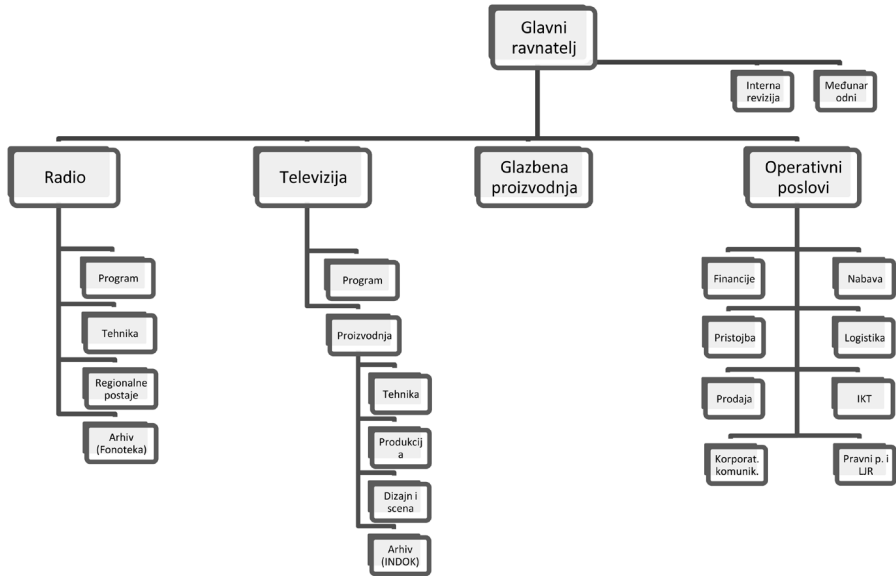 Glavni
ravnatelj
Interna
revizija
Međunar
odni
Radio
Televizija
Glazbena
proizvodnja
Operativni
poslovi
Program
Tehnika
Regionalne
postaje
Arhiv
(Fonoteka)
Program
Proizvodnja
Tehnika
Produkcij
a
Dizajn i
scena
Arhiv
(INDOK)
Financije
Nabava
Pristojba
Logistika
Prodaja
IKT
Korporat.
komunik.
Pravni p. i
LJR